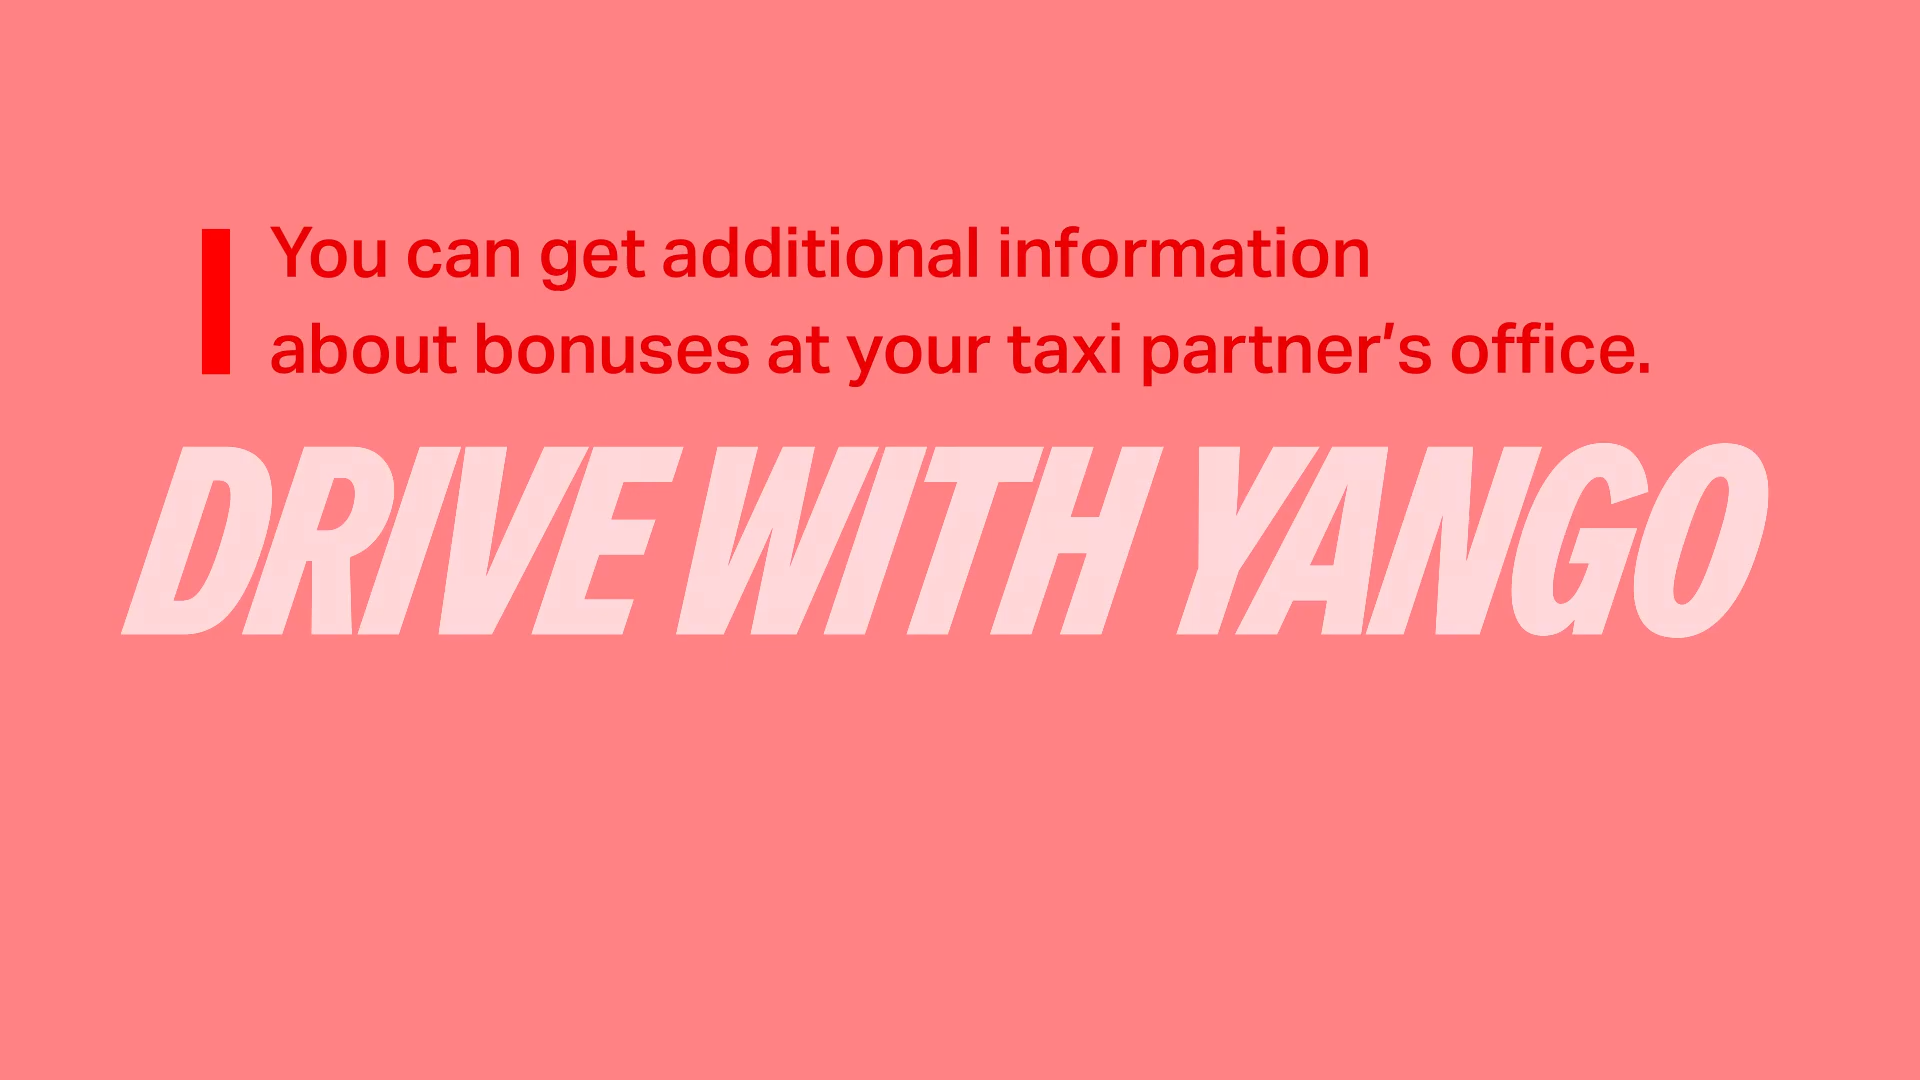 You can get additional information
about bonuses at your taxi partner’s office.
DRIVE WITH YANGO